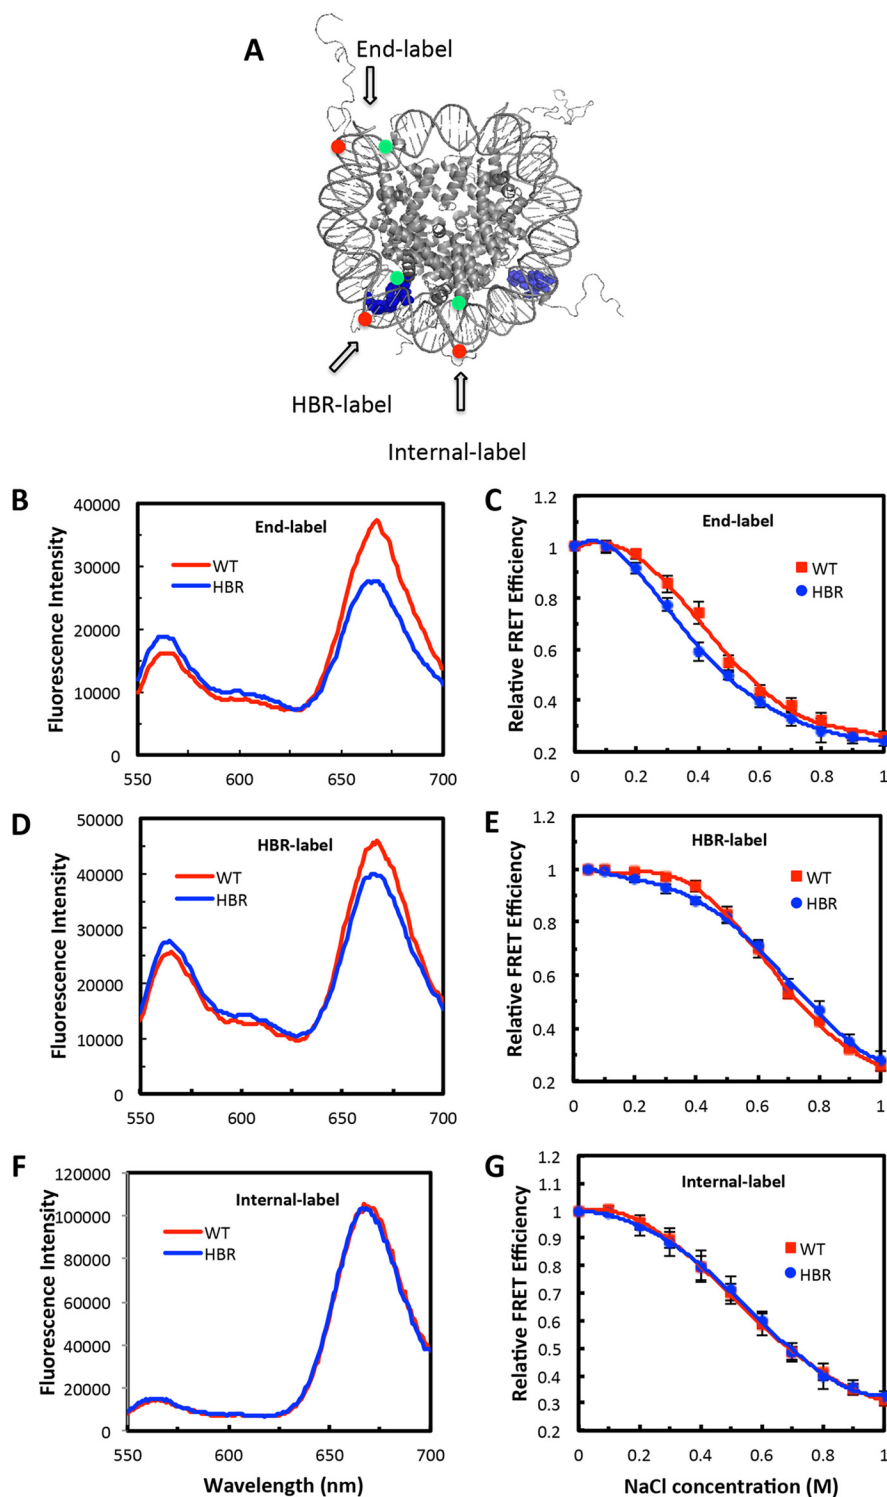 A
End-label
HBR-label
Internal-label
B
Fluorescence Intensity
40000
30000
20000
10000
0
End-label
WT
HBR
550
600
650
700
C
Relative FRET Efficiency
1.2
1
0.8
0.6
0.4
0.2
End-label
WT
HBR
0
0.2
0.4
0.6
0.8
1
D
Fluorescence Intensity
50000
40000
30000
20000
10000
0
HBR-label
WT
HBR
550
600
650
700
E
Relative FRET Efficiency
1.2
1
0.8
0.6
0.4
0.2
HBR-label
WT
HBR
0
0.2
0.4
0.6
0.8
1
F
Fluorescence Intensity
120000
100000
80000
60000
40000
20000
0
Internal-label
WT
HBR
550
600
650
700
Wavelength (nm)
G
Relative FRET Efficiency
1.2
1.1
1
0.9
0.8
0.7
0.6
0.5
0.4
0.3
0.2
Internal-label
WT
HBR
0
0.2
0.4
0.6
0.8
1
NaCl concentration (M)